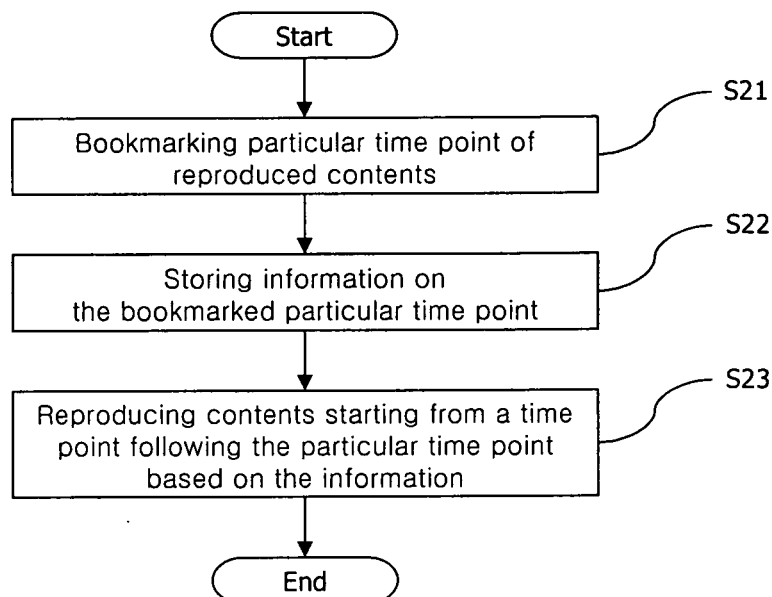 Start
S21
Bookmarking particular time point of
reproduced contents
S22
Storing information on
the bookmarked particular time point
S23
Reproducing contents starting from a time
point following the particular time point
based on the information
End